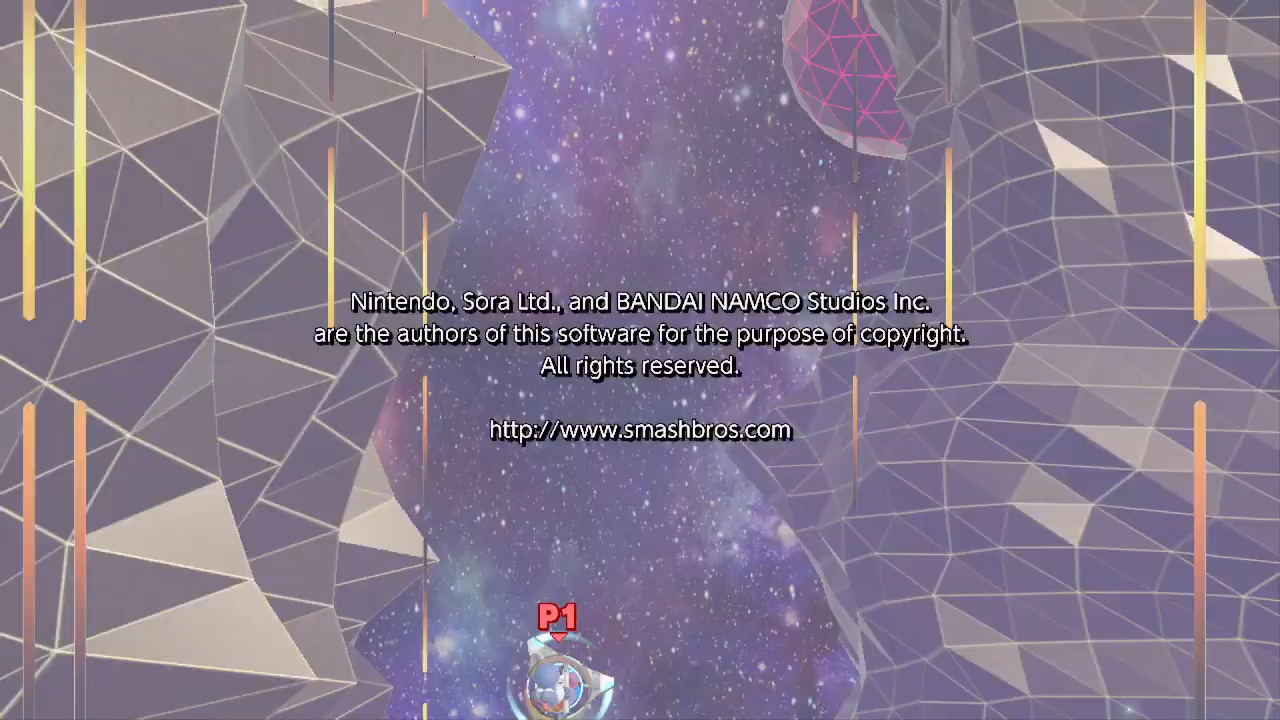 Nintendo, Sora Ltd., and BANDAI NAMCO Studios Inc.
are the authors of this software for the purpose of copyright.
All rights reserved.
http://www.smashbros.com
P1